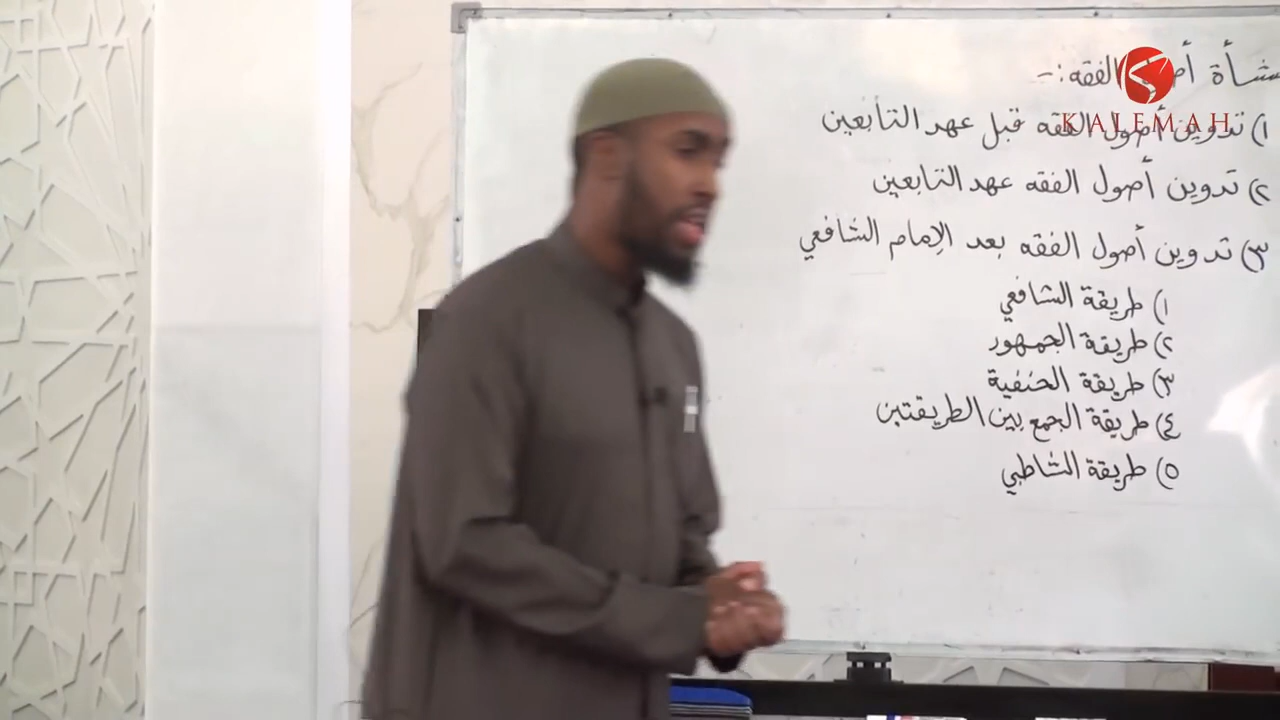 نشأة أصول الفقه :-
١) تدوين أصول الفقه قبل عهد التابعين
٢) تدوين أصول الفقه عهد التابعين
٣) تدوين أصول الفقه بعد الإمام الشافعي
١) طريقة الشافعي
٢) طريقة الجمهور
٣) طريقة الحنفية
٤) طريقة الجمع بين الطريقتين
٥) طريقة الشاطبي
KALEMAH